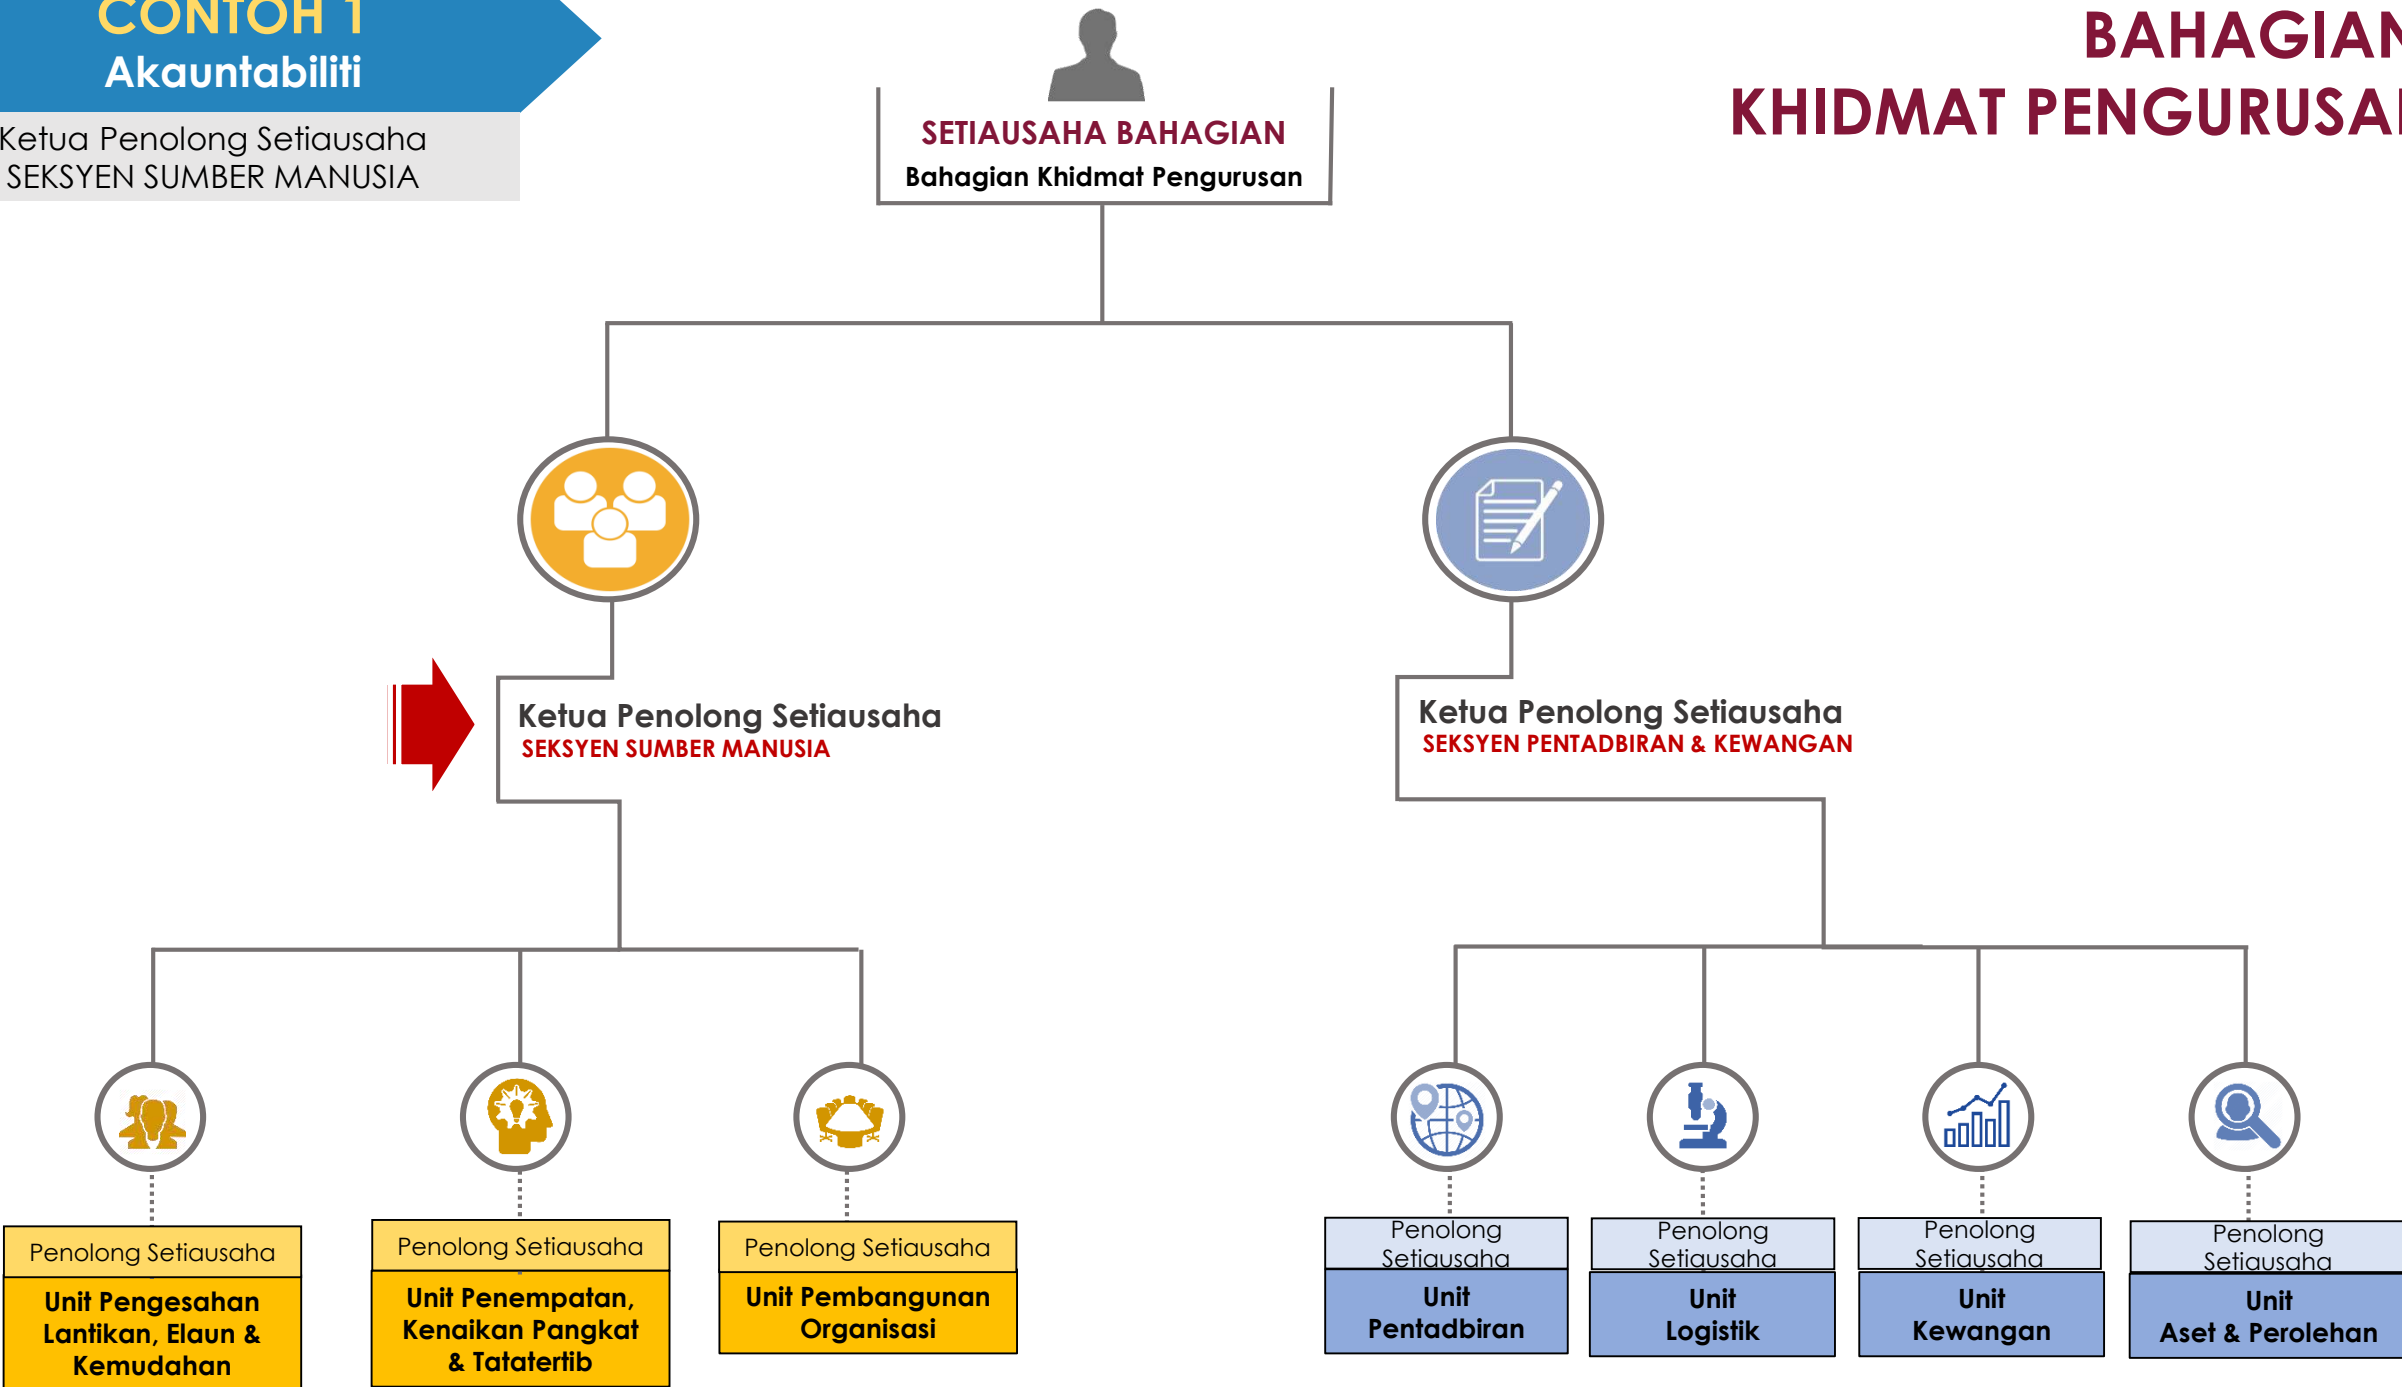 CONTOH 1
Akauntabiliti
Ketua Penolong Setiausaha
SEKSYEN SUMBER MANUSIA
BAHAGIAN
KHIDMAT PENGURUSAN
SETIAUSAHA BAHAGIAN
Bahagian Khidmat Pengurusan
Ketua Penolong Setiausaha
SEKSYEN SUMBER MANUSIA
Ketua Penolong Setiausaha
SEKSYEN PENTADBIRAN & KEWANGAN
Penolong Setiausaha
Unit Pengesahan
Lantikan, Elaun &
Kemudahan
Penolong Setiausaha
Unit Penempatan,
Kenaikan Pangkat
& Tatatertib
Penolong Setiausaha
Unit Pembangunan
Organisasi
Penolong
Setiausaha
Unit
Pentadbiran
Penolong
Setiausaha
Unit
Logistik
Penolong
Setiausaha
Unit
Kewangan
Penolong
Setiausaha
Unit
Aset & Perolehan